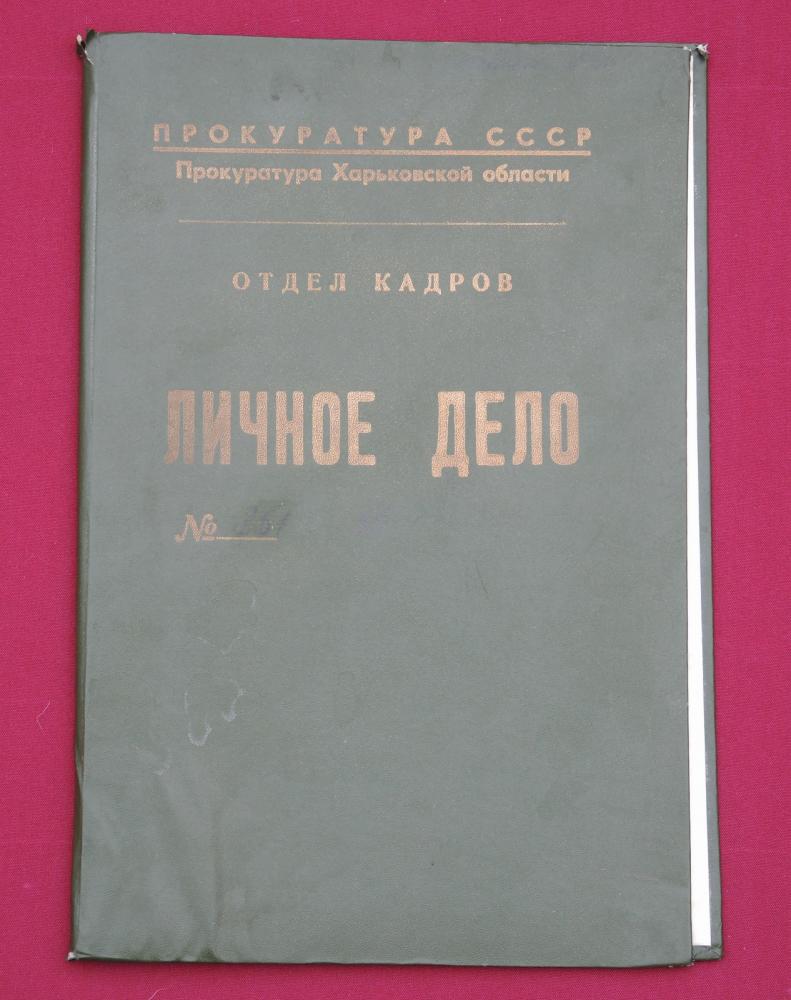 ПРОКУРАТУРА СССР
Прокуратура Харьковской области
ОТДЕЛ КАДРОВ
ЛИЧНОЕ ДЕЛО
№